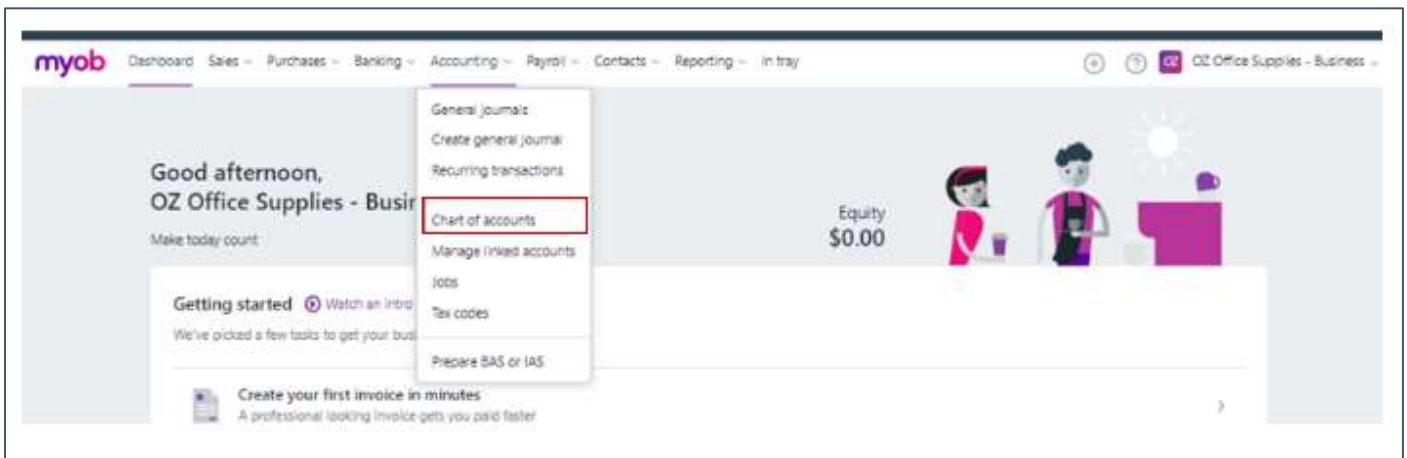 myob Dashboard Sales Purchases Banking Accounting Payroll Contacts Reporting In tray OZ OZ Office Supplies - Business
General journals
Create general journal
Recurring transactions
Chart of accounts
Manage linked accounts
Jobs
Tax codes
Prepare BAS or IAS
Good afternoon,
OZ Office Supplies - Busin
Make today count
Equity
$0.00
Getting started Watch an intro
We've picked a few tasks to get your busi
Create your first invoice in minutes
A professional looking invoice gets you paid faster